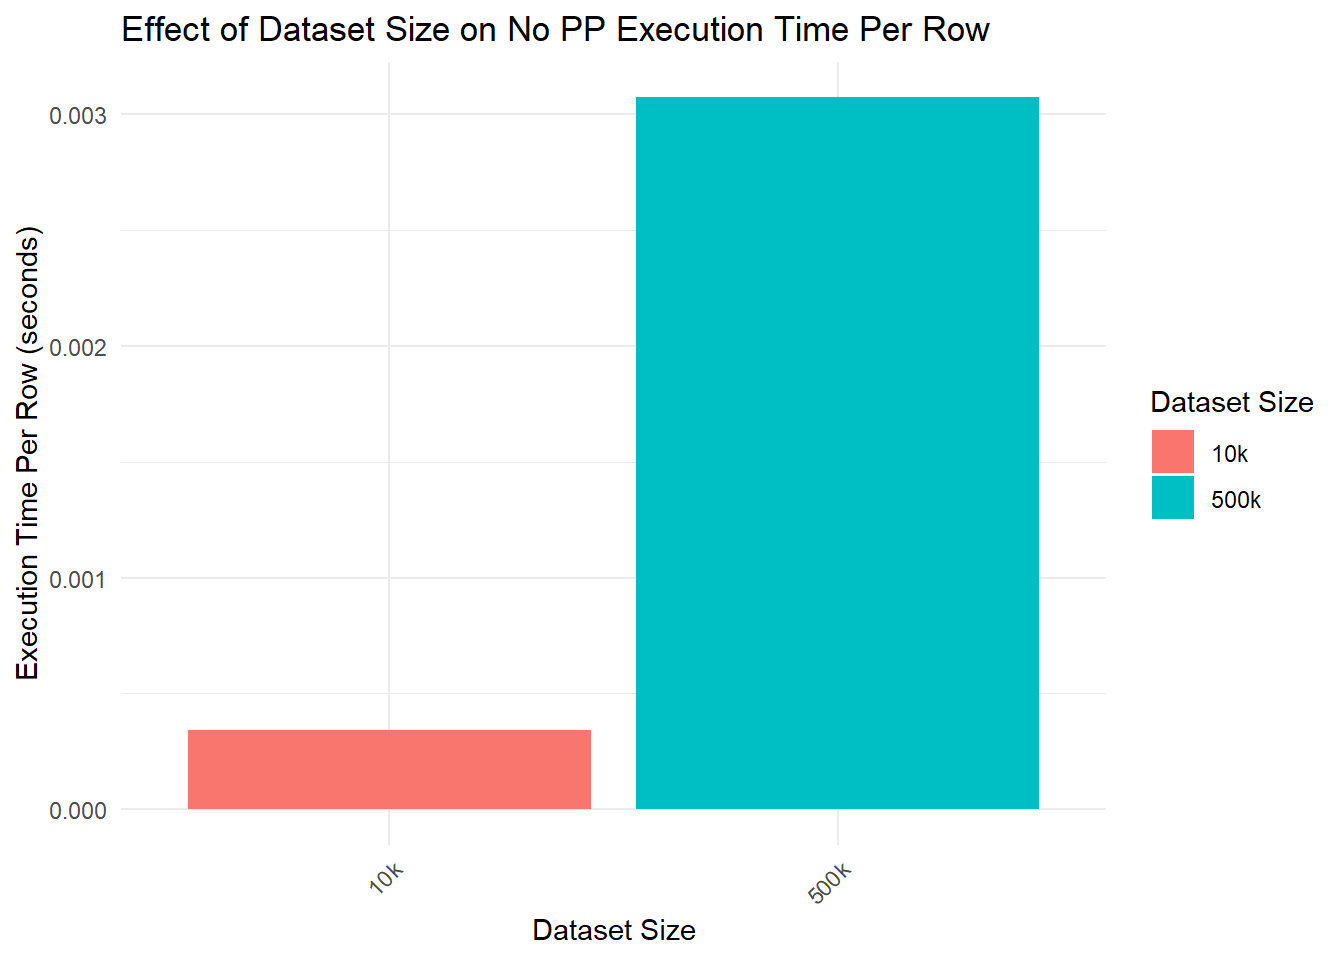 Effect of Dataset Size on No PP Execution Time Per Row
Execution Time Per Row (seconds)
0.003
0.002
0.001
0.000
10k
500k
Dataset Size
Dataset Size
10k
500k